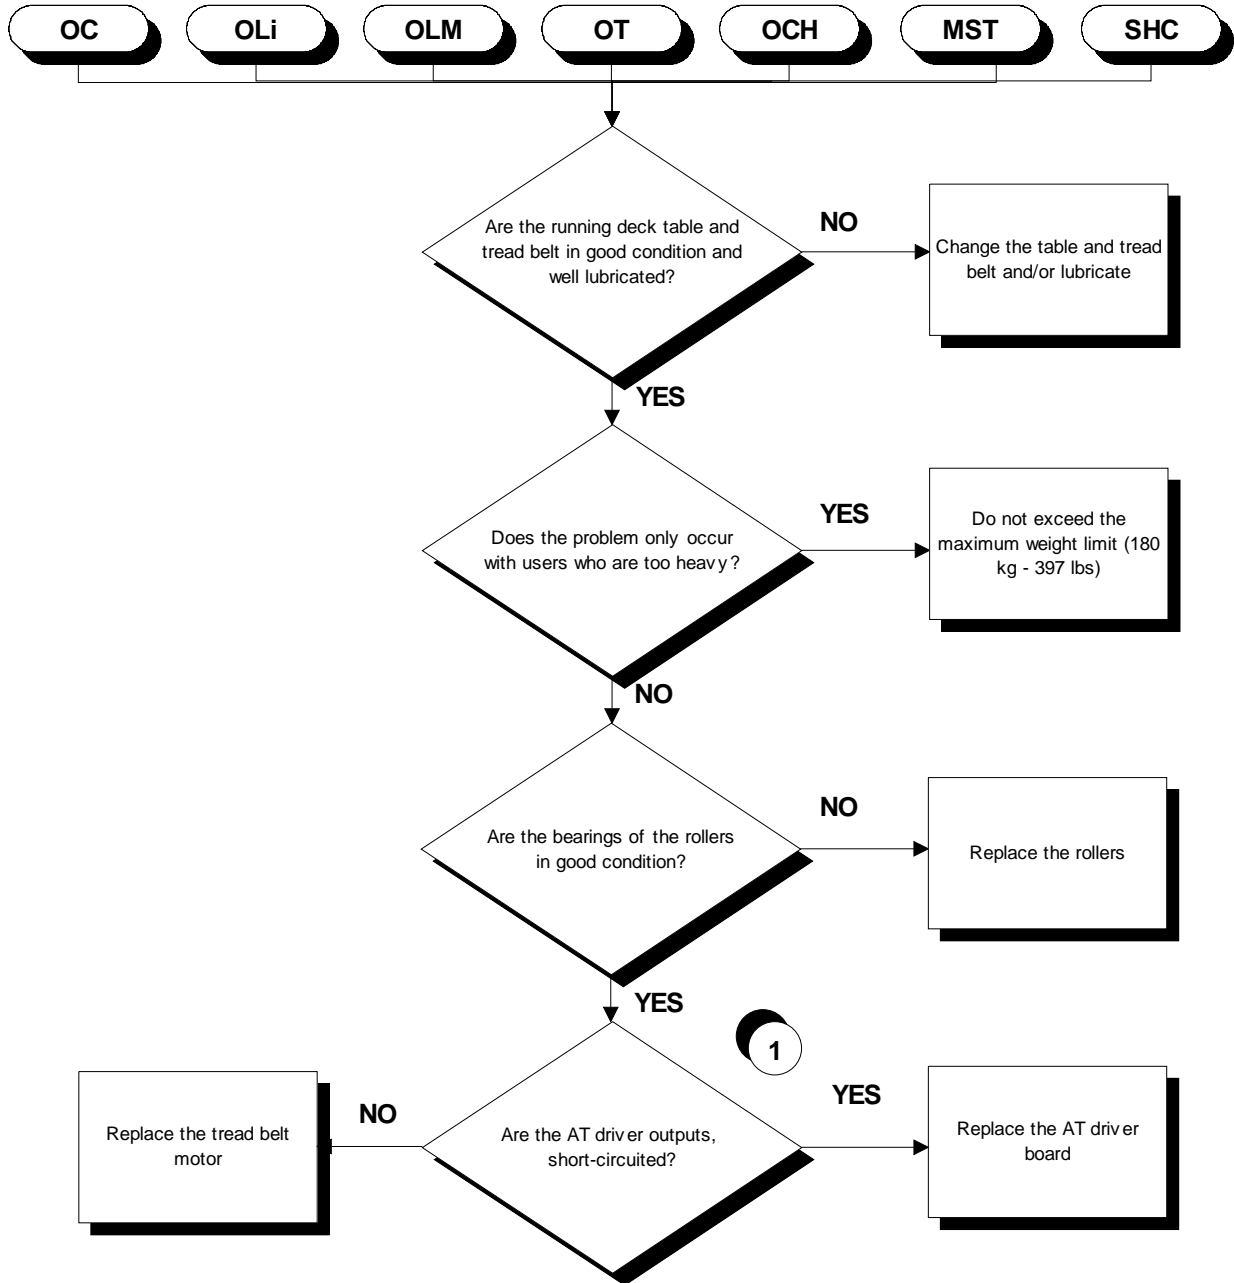 OC OLi OLM OT OCH MST SHC
Are the running deck table and
tread belt in good condition and
well lubricated?
NO
Change the table and tread
belt and/or lubricate
YES
Does the problem only occur
with users who are too heavy?
YES
Do not exceed the
maximum weight limit (180
kg - 397 lbs)
NO
Are the bearings of the rollers
in good condition?
NO
Replace the rollers
YES
1
Are the AT driver outputs,
short-circuited?
YES
Replace the AT driver
board
NO
Replace the tread belt
motor